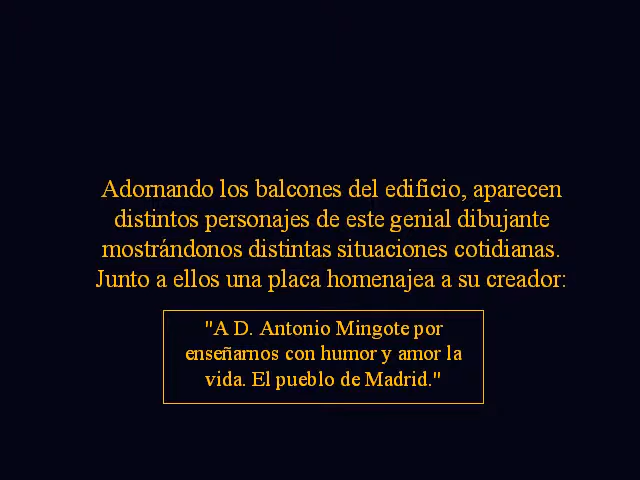 Adornando los balcones del edificio, aparecen
distintos personajes de este genial dibujante
mostrándonos distintas situaciones cotidianas.
Junto a ellos una placa homenajea a su creador:
"A D. Antonio Mingote por
enseñarnos con humor y amor la
vida. El pueblo de Madrid."